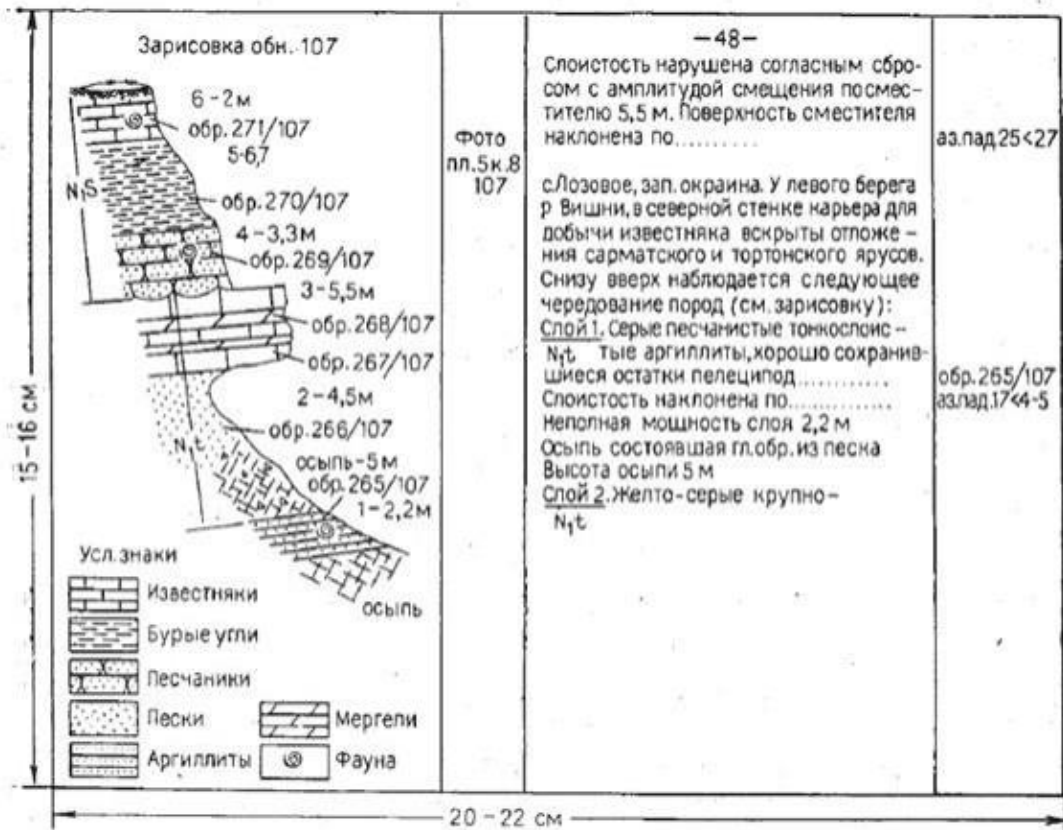 Зарисовка обн. 107
6-2м
обр. 271/107
5-6,7
N₁S
обр. 270/107
4-3,3м
обр. 269/107
3-5,5м
обр. 268/107
обр. 267/107
2-4,5м
обр. 266/107
N₁t
осыпь-5м
обр. 265/107
1-2,2м
осыпь
Усл. знаки
Известняки
Бурые угли
Песчаники
Пески
Мергели
Аргиллиты
Фауна
Фото
пл.5к.8
107
-48-
Слоистость нарушена согласным сбро-
сом с амплитудой смещения посмес-
тителю 5,5 м. Поверхность сместителя
наклонена по..........
аз.пад.25<27
с.Лозовое, зап. окраина. У левого берега
р Вишни, в северной стенке карьера для
добычи известняка вскрыты отложе-
ния сарматского и тортонского ярусов.
Снизу вверх наблюдается следующее
чередование пород (см. зарисовку):
Слой 1. Серые песчанистые тонкослоис-
N₁t тые аргиллиты, хорошо сохранив-
шиеся остатки пелеципод............
обр. 265/107
Слоистость наклонена по............
аз.пад.17<4-5
Неполная мощность слоя 2,2 м
Осыпь состоявшая гл. обр. из песка
Высота осыпи 5 м
Слой 2. Желто-серые крупно-
N₁t
15-16 см
20-22 см